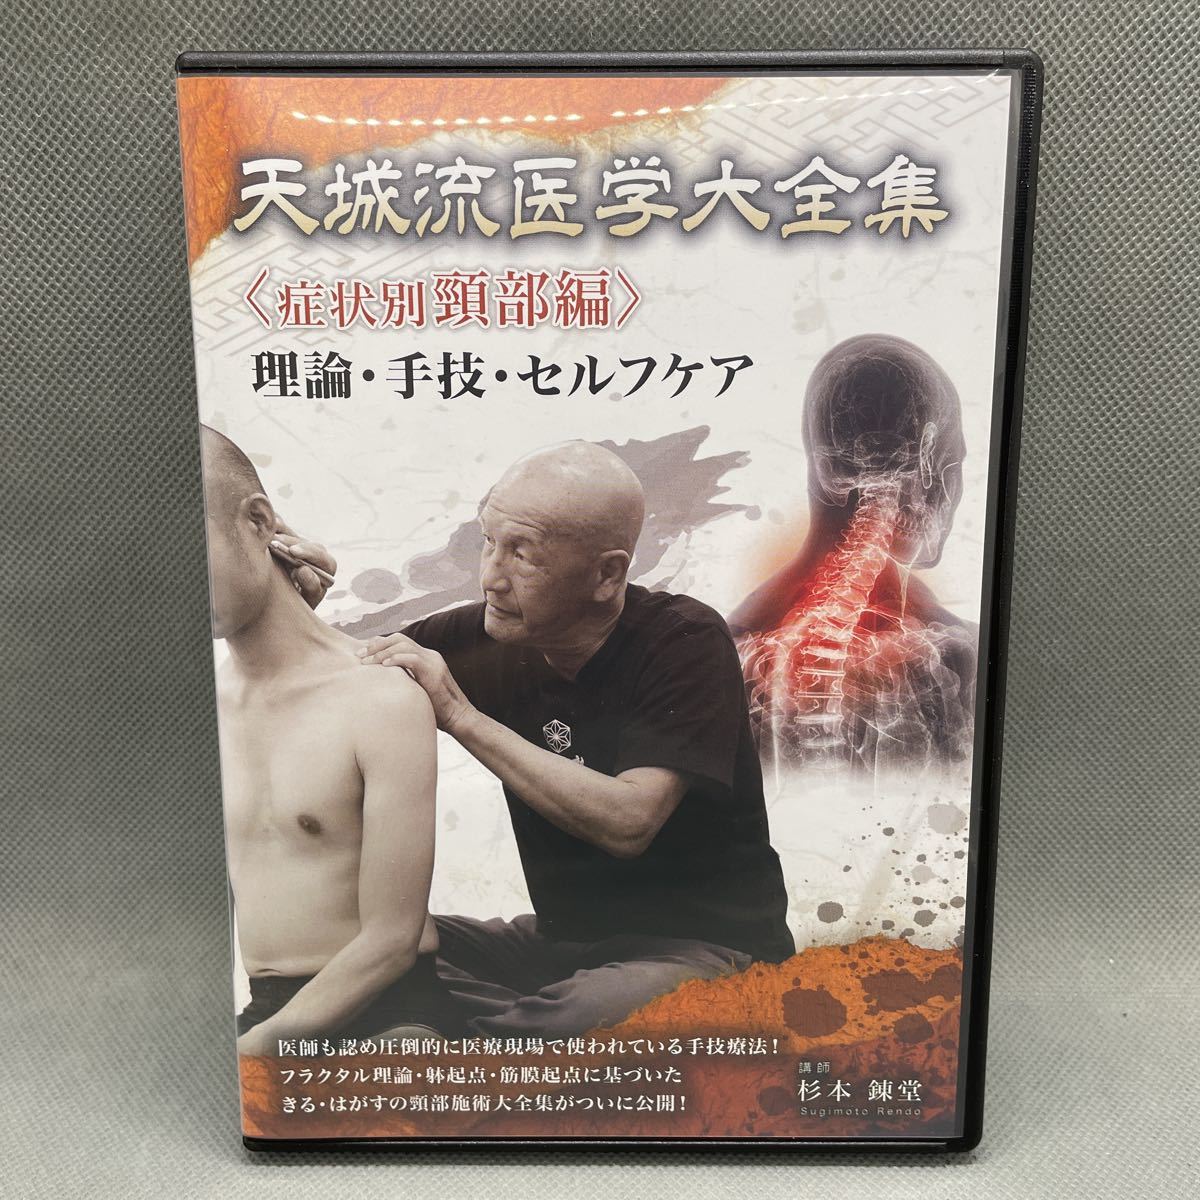 天城流医学大全集
〈症状別 頸部編〉
理論・手技・セルフケア
医師も認め圧倒的に医療現場で使われている手技療法!
フラクタル理論・躰起点・筋膜起点に基づいた
きる・はがすの頸部施術大全集がついに公開!
講師
杉本 錬堂
Sugimoto Rendo